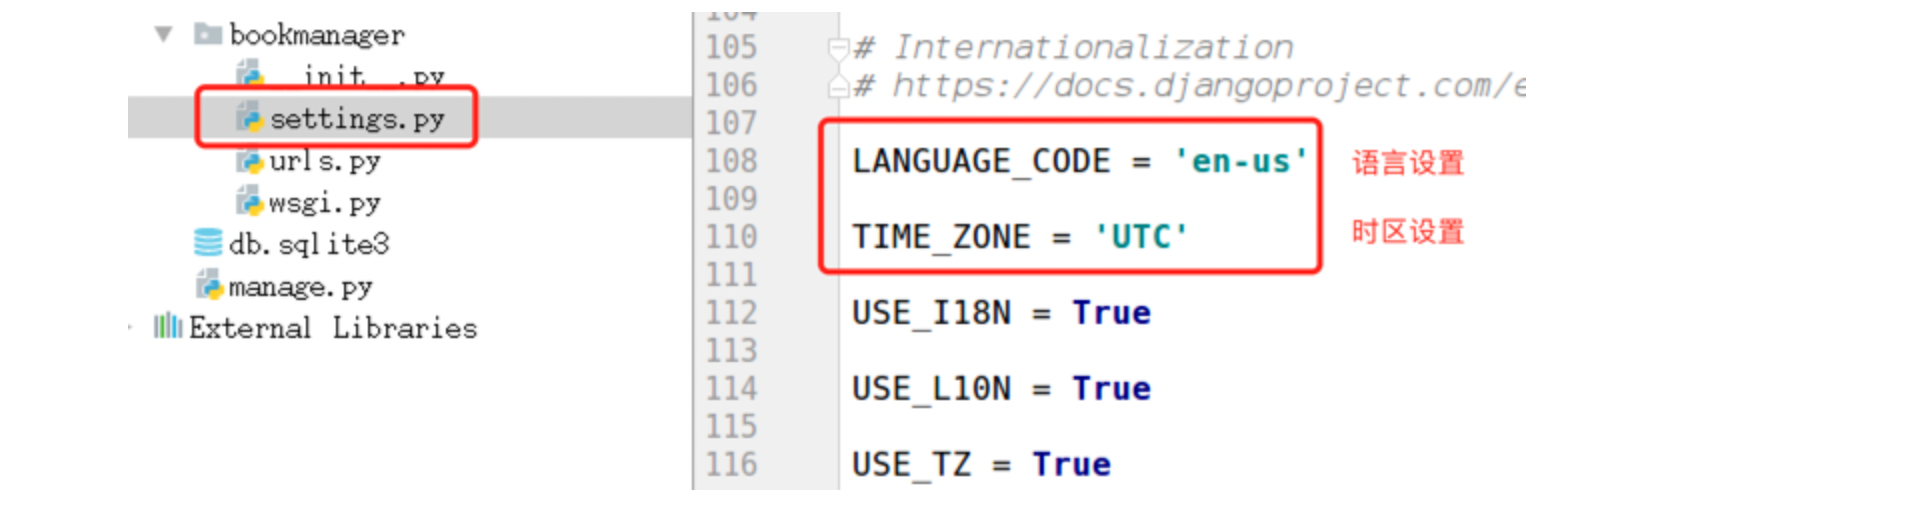 bookmanager
__init__.py
settings.py
urls.py
wsgi.py
db.sqlite3
manage.py
External Libraries
104
105 # Internationalization
106 # https://docs.djangoproject.com/e
107
108 LANGUAGE_CODE = 'en-us' 语言设置
109
110 TIME_ZONE = 'UTC' 时区设置
111
112 USE_I18N = True
113
114 USE_L10N = True
115
116 USE_TZ = True